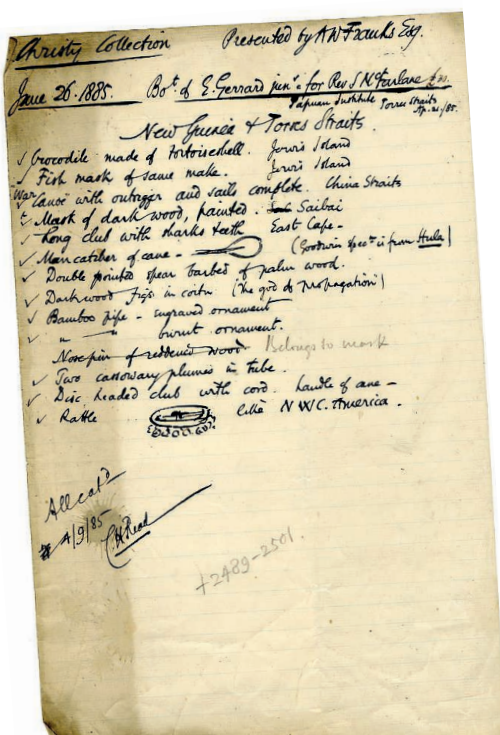 Christy Collection Presented by AW Franks Esq.
June 26. 1885. Bot of E. Gerrard junr for Rev S. McFarlane
Papuan Institute Torres Straits
New Guinea & Torres Straits.
✓ Crocodile made of tortoiseshell. Jervis Island
✓ Fish mask of same make. Jervis Island
War Canoe with outrigger and sails complete. China Straits
Mask of dark wood, painted. Saibai
✓ Long club with sharks teeth East Cape -
✓ Mancatcher of cane - (Goodwin spect is from Hula)
✓ Double pointed spear barbed of palm wood.
✓ Dark wood figs in coitu (the god of propagation)
✓ Bamboo pipe - engraved ornament
✓ " " burnt ornament.
Nose pin of reddened wood Belongs to mask
✓ Two cassowary plumes in tube.
✓ Disc headed club with cord. handle of cane -
✓ Rattle like NWC. America.
All catd
4/9/85
C.H.Read
+2489-2501.